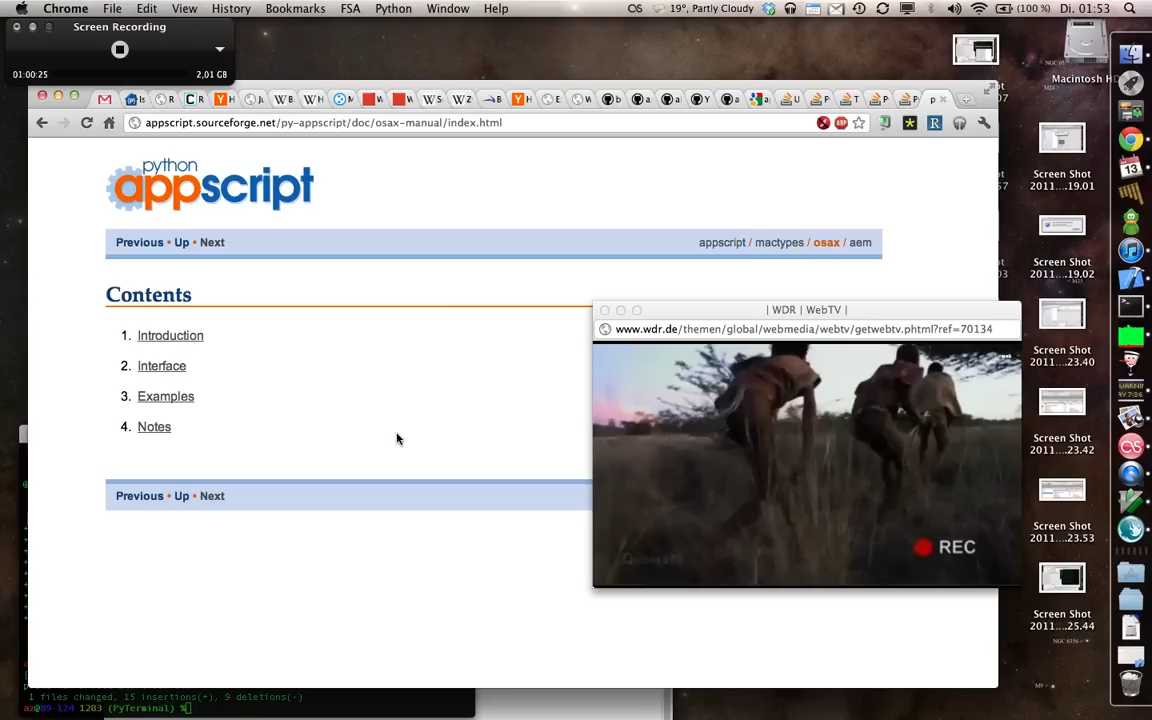 Chrome File Edit View History Bookmarks FSA Python Window Help
19°, Partly Cloudy (100 %) Di. 01:53
Screen Recording
01:00:25 2,01 GB
appscript.sourceforge.net/py-appscript/doc/osax-manual/index.html
python
appscript
Previous • Up • Next
appscript / mactypes / osax / aem
Contents
1. Introduction
2. Interface
3. Examples
4. Notes
Previous • Up • Next
| WDR | WebTV |
www.wdr.de/themen/global/webmedia/webtv/getwebtv.phtml?ref=70134
REC
1 files changed, 15 insertions(+), 9 deletions(-)
az@09-124 1283 (PyTerminal) %
Macintosh H
Screen Shot
2011....19.01
Screen Shot
2011....19.02
Screen Shot
2011....23.40
Screen Shot
2011....23.42
Screen Shot
2011....23.53
Screen Shot
2011....25.44